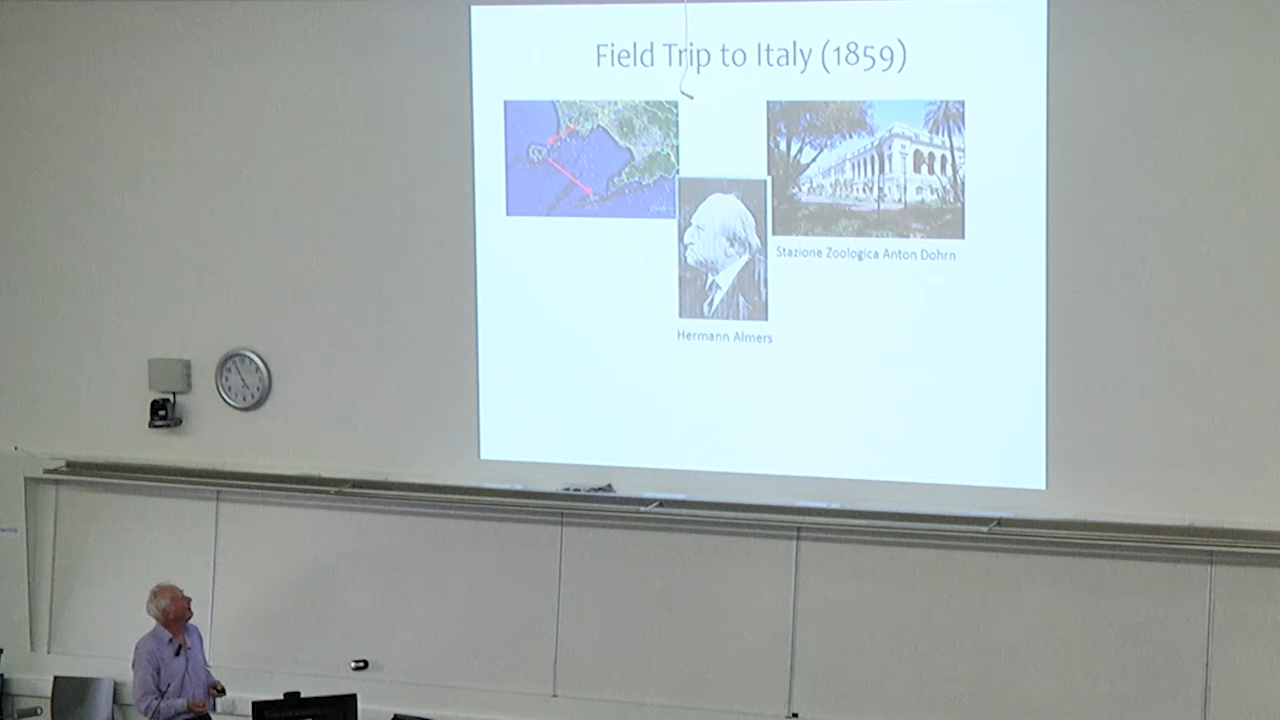 Field Trip to Italy (1859)
Stazione Zoologica Anton Dohrn
Hermann Almers